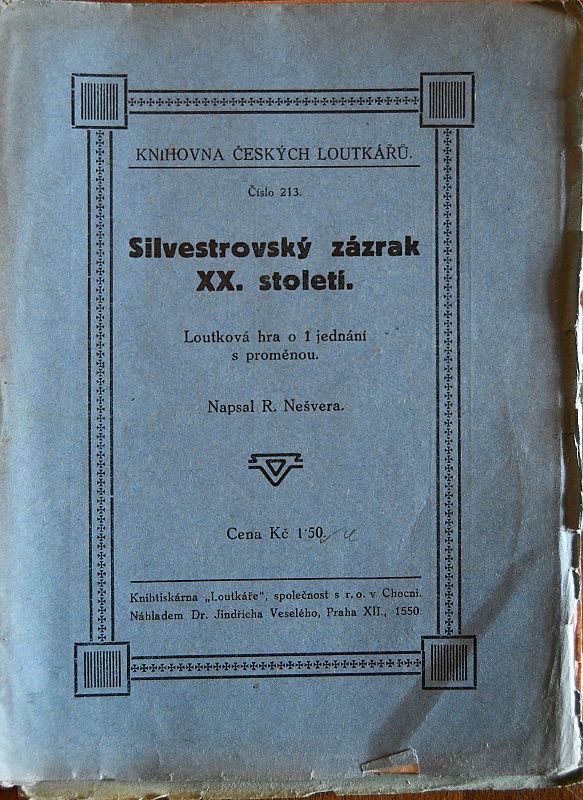 KNIHOVNA ČESKÝCH LOUTKÁŘŮ.
Číslo 213.
Silvestrovský zázrak
XX. století.
Loutková hra o 1 jednání
s proměnou.
Napsal R. Nešvera.
Cena Kč 1·50.
Knihtiskárna „Loutkáře", společnost s r. o. v Chocni.
Nákladem Dr. Jindřicha Veselého, Praha XII., 1550.